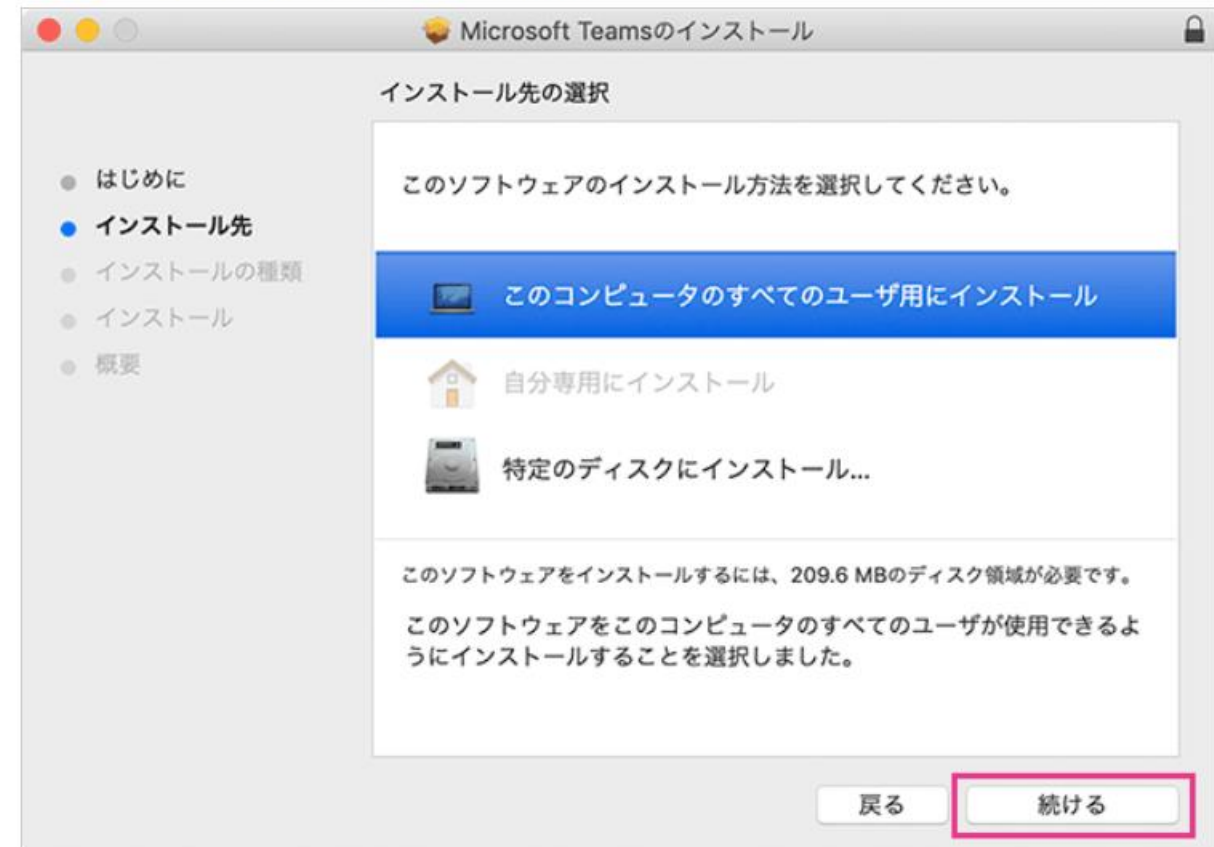 Microsoft Teamsのインストール
インストール先の選択
はじめに
インストール先
インストールの種類
インストール
概要
このソフトウェアのインストール方法を選択してください。
このコンピュータのすべてのユーザ用にインストール
自分専用にインストール
特定のディスクにインストール...
このソフトウェアをインストールするには、209.6 MBのディスク領域が必要です。
このソフトウェアをこのコンピュータのすべてのユーザが使用できるよ
うにインストールすることを選択しました。
戻る
続ける